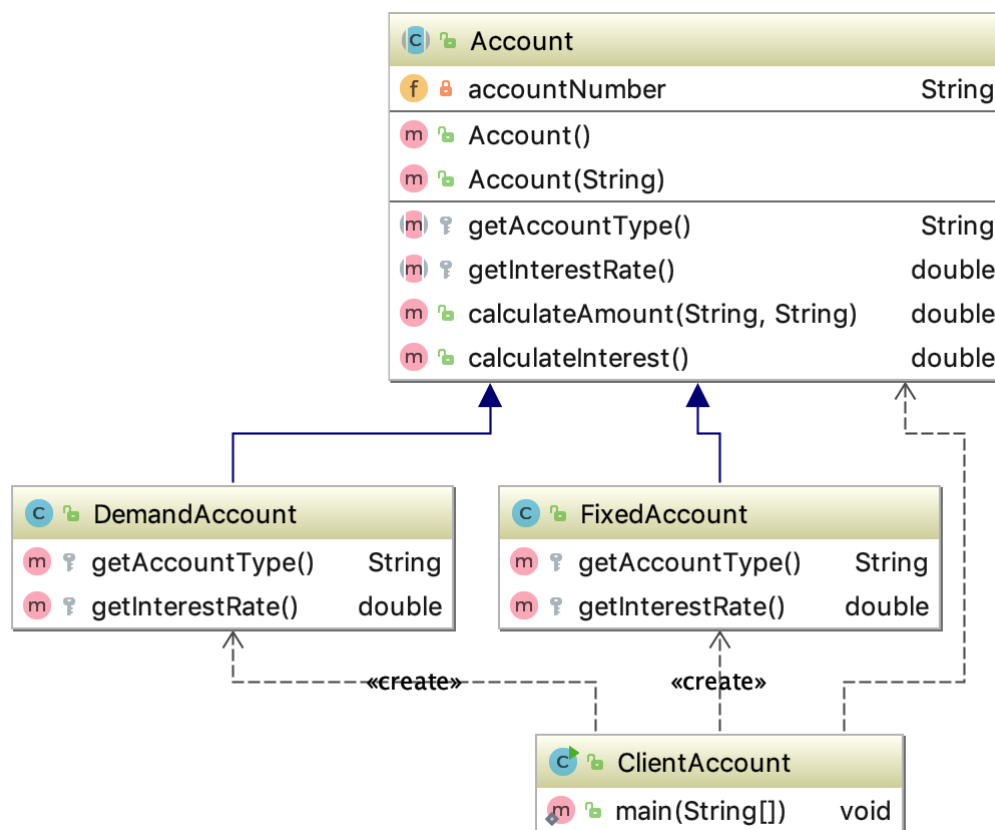 Account
accountNumber String
Account()
Account(String)
getAccountType() String
getInterestRate() double
calculateAmount(String, String) double
calculateInterest() double
DemandAccount
getAccountType() String
getInterestRate() double
FixedAccount
getAccountType() String
getInterestRate() double
«create»
«create»
ClientAccount
main(String[]) void